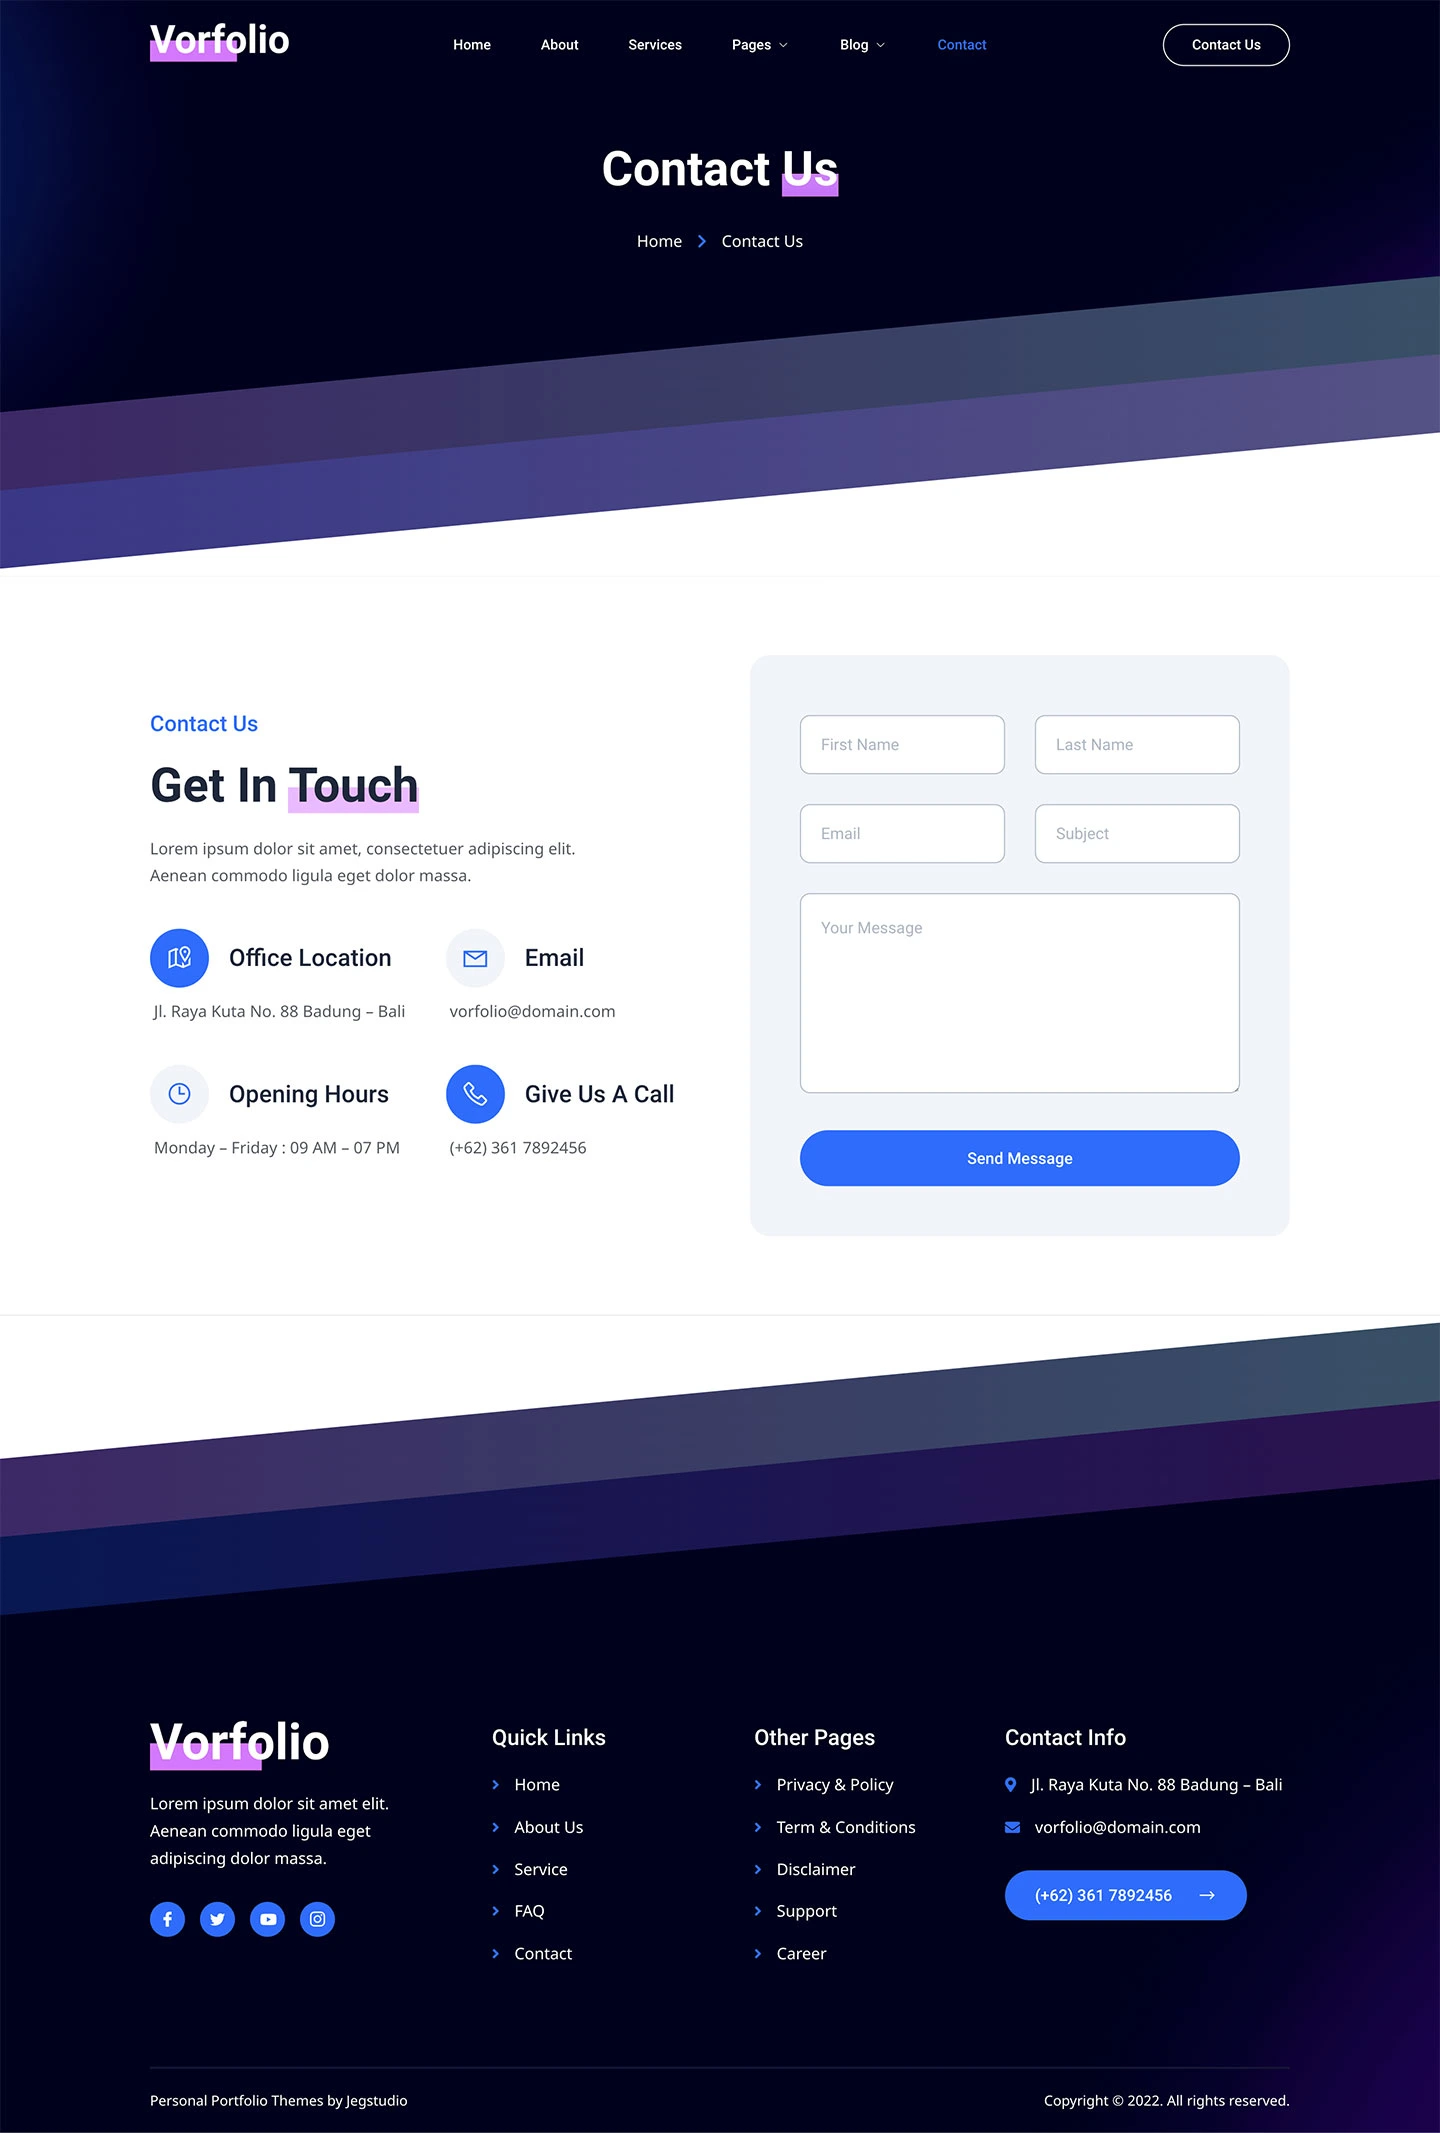 Vorfolio
Home About Services Pages Blog Contact
Contact Us
Contact Us
Home Contact Us
Contact Us
Get In Touch
Lorem ipsum dolor sit amet, consectetuer adipiscing elit.
Aenean commodo ligula eget dolor massa.
Office Location
Jl. Raya Kuta No. 88 Badung – Bali
Email
vorfolio@domain.com
Opening Hours
Monday – Friday : 09 AM – 07 PM
Give Us A Call
(+62) 361 7892456
First Name
Last Name
Email
Subject
Your Message
Send Message
Vorfolio
Lorem ipsum dolor sit amet elit.
Aenean commodo ligula eget
adipiscing dolor massa.
Quick Links
Home
About Us
Service
FAQ
Contact
Other Pages
Privacy & Policy
Term & Conditions
Disclaimer
Support
Career
Contact Info
Jl. Raya Kuta No. 88 Badung – Bali
vorfolio@domain.com
(+62) 361 7892456
Personal Portfolio Themes by Jegstudio
Copyright © 2022. All rights reserved.